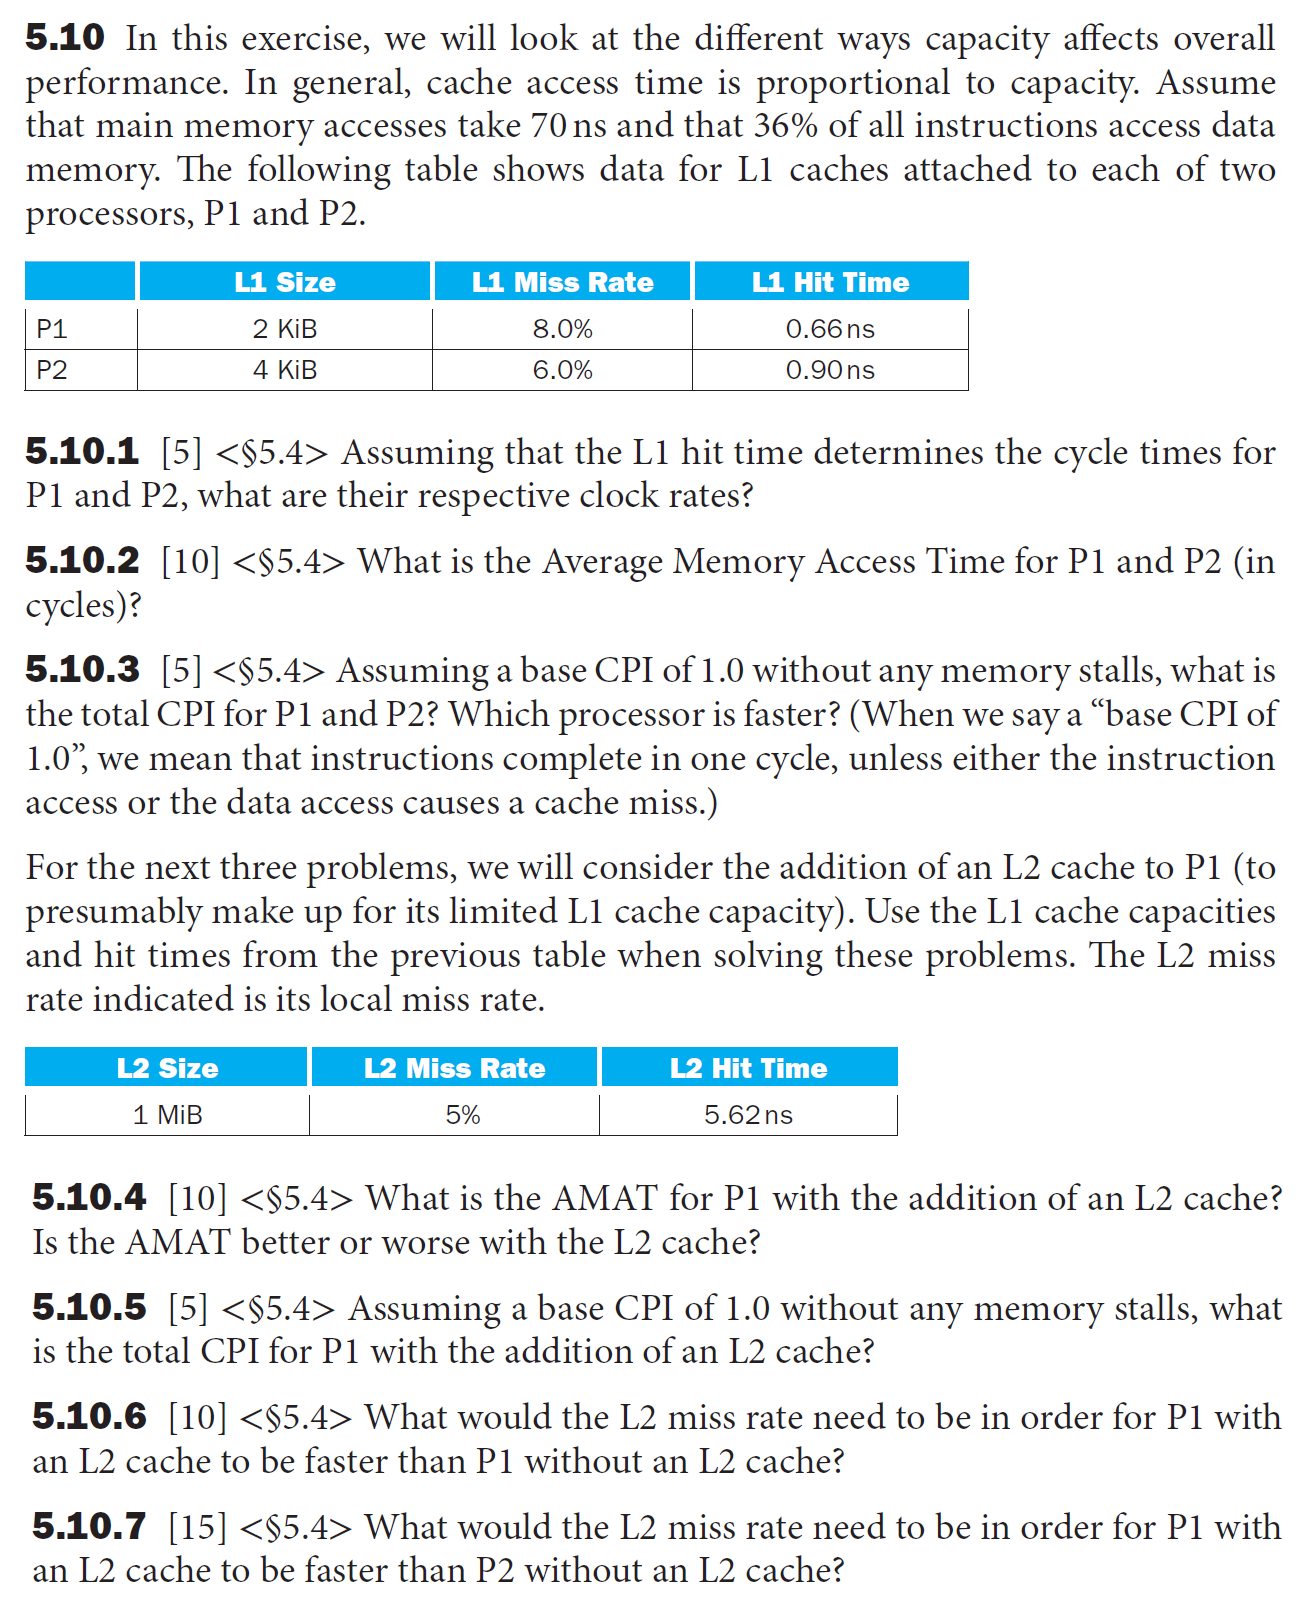 5.10 In this exercise, we will look at the different ways capacity affects overall
performance. In general, cache access time is proportional to capacity. Assume
that main memory accesses take 70 ns and that 36% of all instructions access data
memory. The following table shows data for L1 caches attached to each of two
processors, P1 and P2.
L1 Size L1 Miss Rate L1 Hit Time
P1 2 KiB 8.0% 0.66 ns
P2 4 KiB 6.0% 0.90 ns
5.10.1 [5] <§5.4> Assuming that the L1 hit time determines the cycle times for
P1 and P2, what are their respective clock rates?
5.10.2 [10] <§5.4> What is the Average Memory Access Time for P1 and P2 (in
cycles)?
5.10.3 [5] <§5.4> Assuming a base CPI of 1.0 without any memory stalls, what is
the total CPI for P1 and P2? Which processor is faster? (When we say a “base CPI of
1.0”, we mean that instructions complete in one cycle, unless either the instruction
access or the data access causes a cache miss.)
For the next three problems, we will consider the addition of an L2 cache to P1 (to
presumably make up for its limited L1 cache capacity). Use the L1 cache capacities
and hit times from the previous table when solving these problems. The L2 miss
rate indicated is its local miss rate.
L2 Size L2 Miss Rate L2 Hit Time
1 MiB 5% 5.62 ns
5.10.4 [10] <§5.4> What is the AMAT for P1 with the addition of an L2 cache?
Is the AMAT better or worse with the L2 cache?
5.10.5 [5] <§5.4> Assuming a base CPI of 1.0 without any memory stalls, what
is the total CPI for P1 with the addition of an L2 cache?
5.10.6 [10] <§5.4> What would the L2 miss rate need to be in order for P1 with
an L2 cache to be faster than P1 without an L2 cache?
5.10.7 [15] <§5.4> What would the L2 miss rate need to be in order for P1 with
an L2 cache to be faster than P2 without an L2 cache?